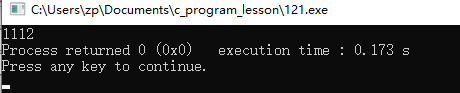 C:\Users\zp\Documents\c_program_lesson\121.exe
1112
Process returned 0 (0x0)   execution time : 0.173 s
Press any key to continue.